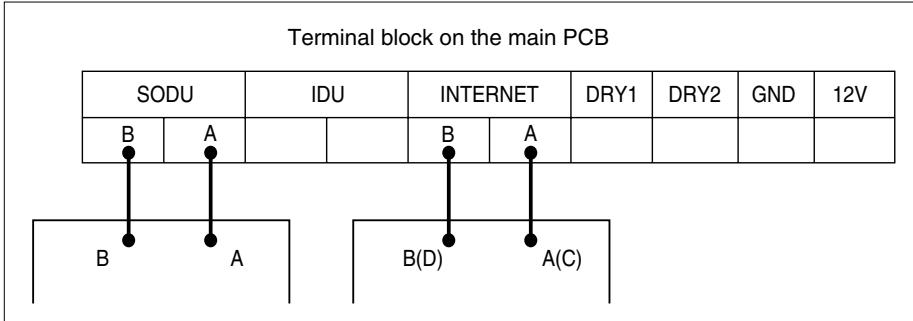 Terminal block on the main PCB
SODU IDU INTERNET DRY1 DRY2 GND 12V
B A B A
B A B(D) A(C)